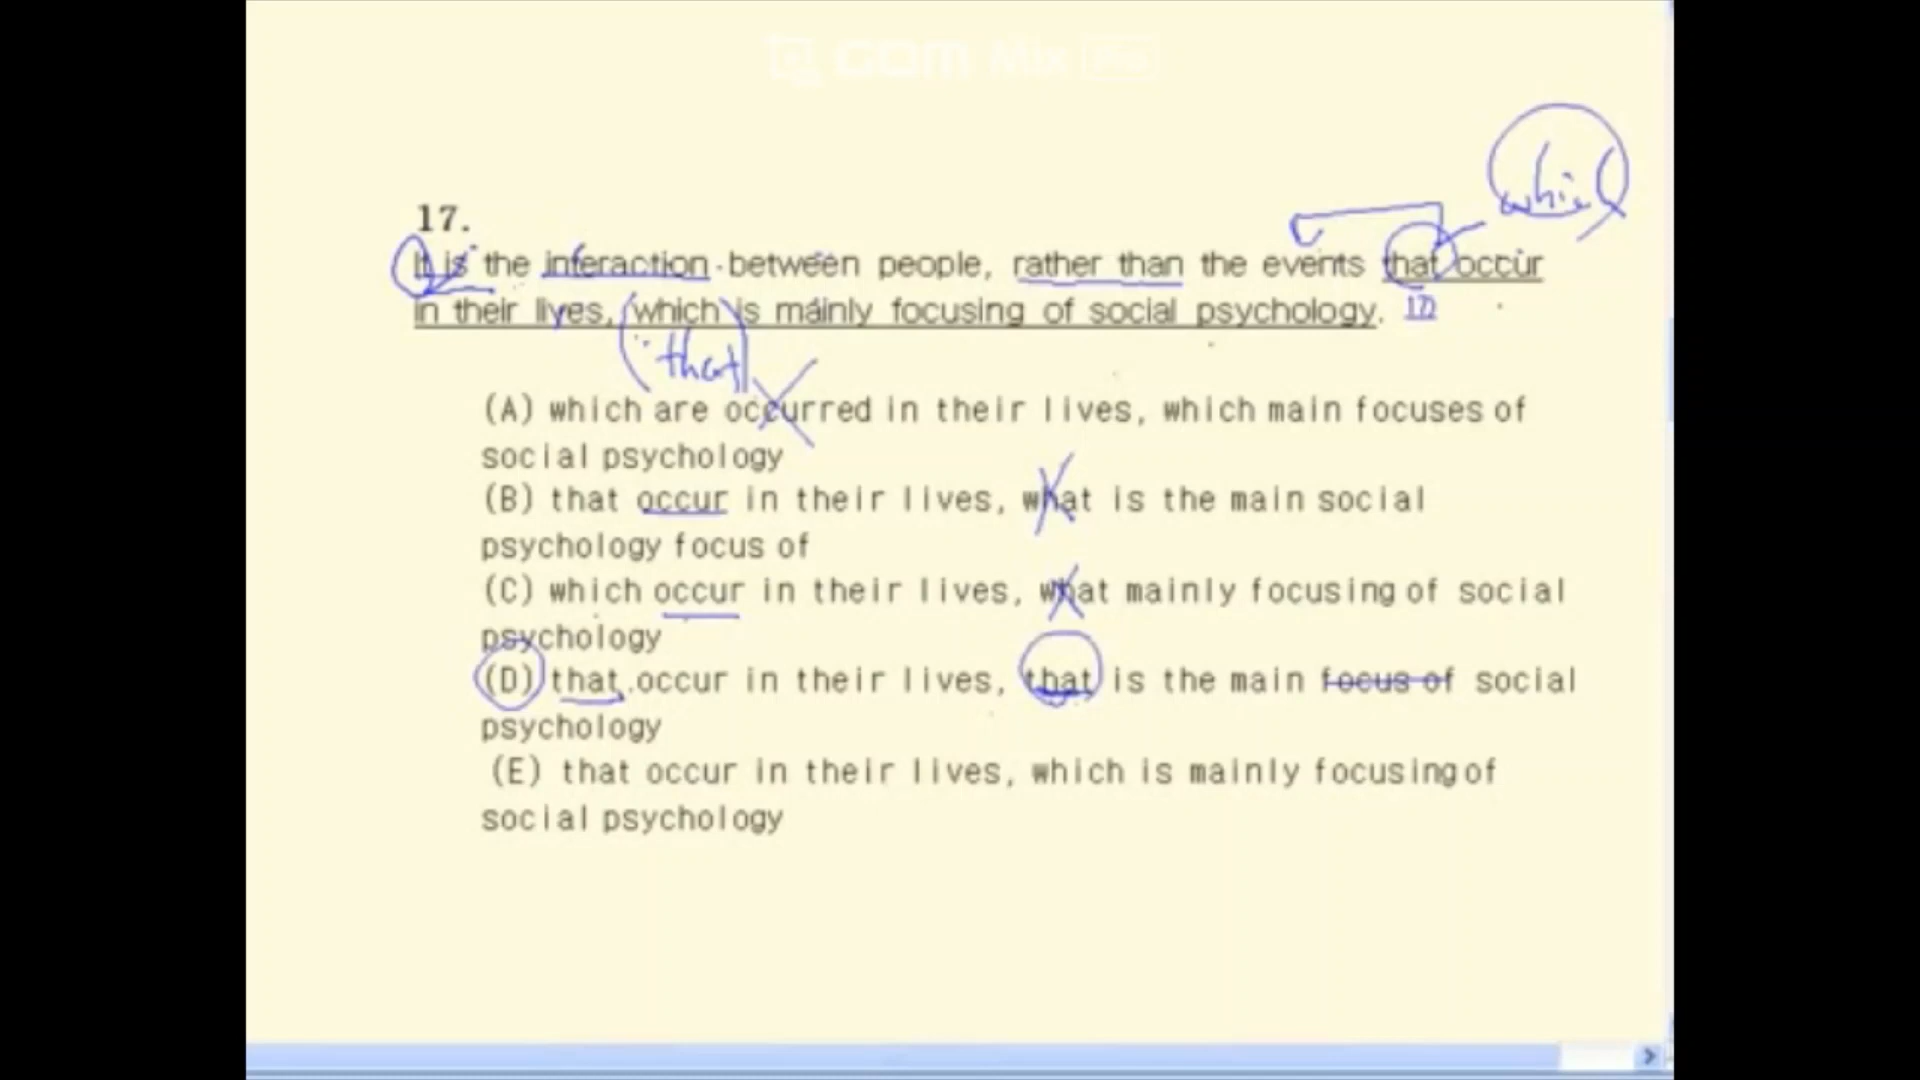 GOM Mix
whic
17.
It is the interaction between people, rather than the events that occur
in their lives, which is mainly focusing of social psychology.
that
(A) which are occurred in their lives, which main focuses of
social psychology
(B) that occur in their lives, what is the main social
psychology focus of
(C) which occur in their lives, what mainly focusing of social
psychology
(D) that occur in their lives, that is the main focus of social
psychology
(E) that occur in their lives, which is mainly focusing of
social psychology